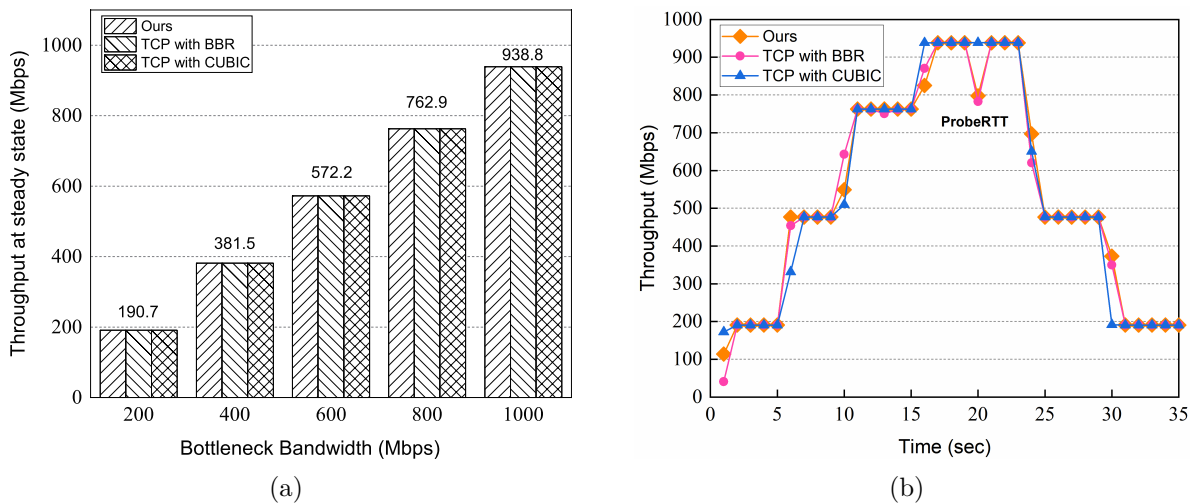 Throughput at steady state (Mbps)
1000
800
600
400
200
0
Ours
TCP with BBR
TCP with CUBIC
190.7
381.5
572.2
762.9
938.8
200 400 600 800 1000
Bottleneck Bandwidth (Mbps)
(a)
Throughput (Mbps)
1000
900
800
700
600
500
400
300
200
100
0
Ours
TCP with BBR
TCP with CUBIC
ProbeRTT
0 5 10 15 20 25 30 35
Time (sec)
(b)